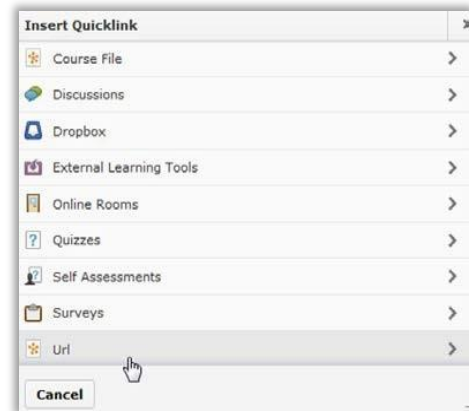 Insert Quicklink
Course File
Discussions
Dropbox
External Learning Tools
Online Rooms
Quizzes
Self Assessments
Surveys
Url
Cancel